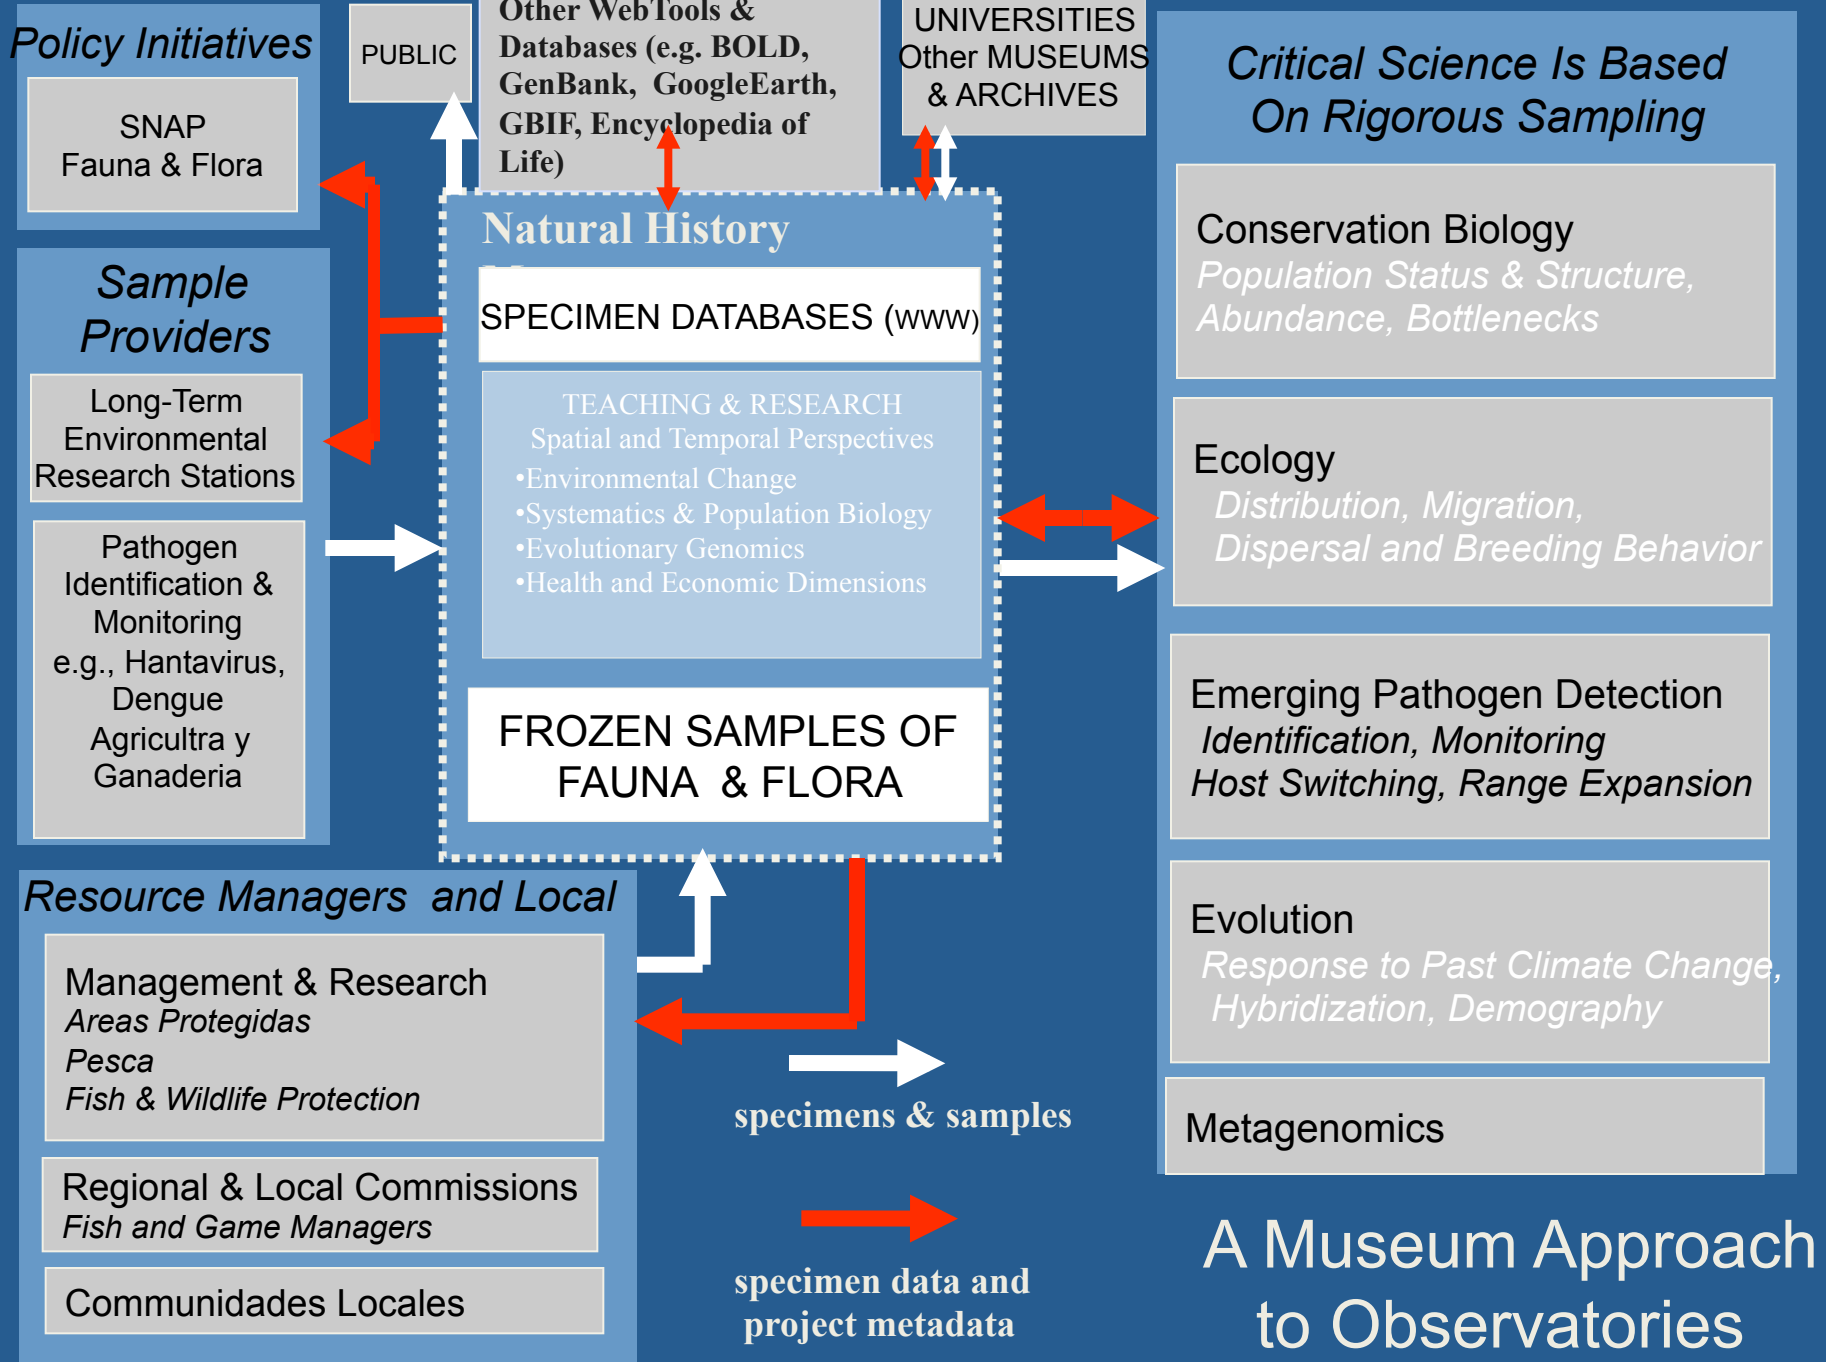 Policy Initiatives
SNAP
Fauna & Flora
PUBLIC
Other WebTools &
Databases (e.g. BOLD,
GenBank, GoogleEarth,
GBIF, Encyclopedia of
Life)
UNIVERSITIES
Other MUSEUMS
& ARCHIVES
Sample
Providers
Long-Term
Environmental
Research Stations
Pathogen
Identification &
Monitoring
e.g., Hantavirus,
Dengue
Agricultra y
Ganaderia
Natural History
SPECIMEN DATABASES (WWW)
TEACHING & RESEARCH
Spatial and Temporal Perspectives
•Environmental Change
•Systematics & Population Biology
•Evolutionary Genomics
•Health and Economic Dimensions
FROZEN SAMPLES OF
FAUNA & FLORA
Resource Managers and Local
Management & Research
Areas Protegidas
Pesca
Fish & Wildlife Protection
Regional & Local Commissions
Fish and Game Managers
Communidades Locales
specimens & samples
specimen data and
project metadata
Critical Science Is Based
On Rigorous Sampling
Conservation Biology
Population Status & Structure,
Abundance, Bottlenecks
Ecology
Distribution, Migration,
Dispersal and Breeding Behavior
Emerging Pathogen Detection
Identification, Monitoring
Host Switching, Range Expansion
Evolution
Response to Past Climate Change,
Hybridization, Demography
Metagenomics
A Museum Approach
to Observatories